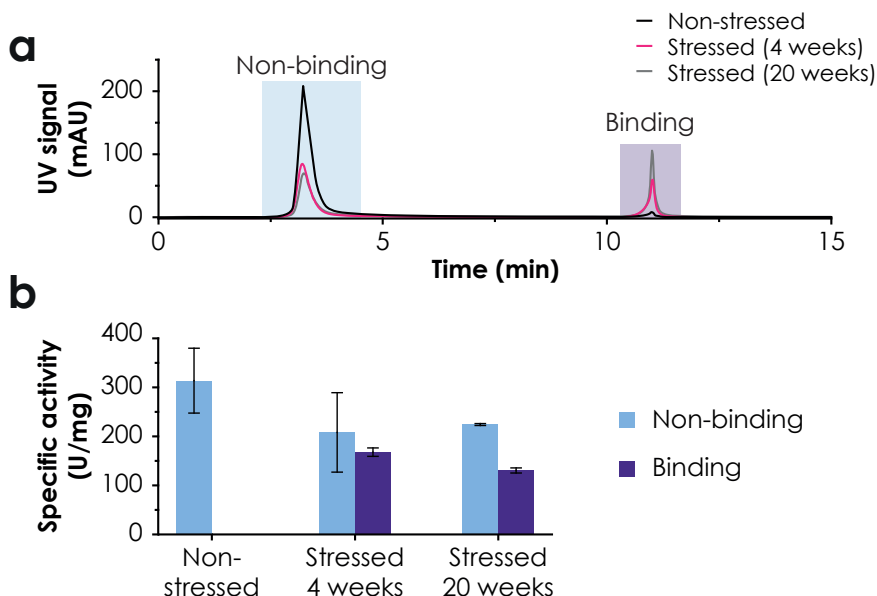 a
Non-stressed
Stressed (4 weeks)
Stressed (20 weeks)
Non-binding
Binding
UV signal
(mAU)
200
100
0
0
5
10
15
Time (min)
b
Specific activity
(U/mg)
400
300
200
100
0
Non-binding
Binding
Non-
stressed
Stressed
4 weeks
Stressed
20 weeks